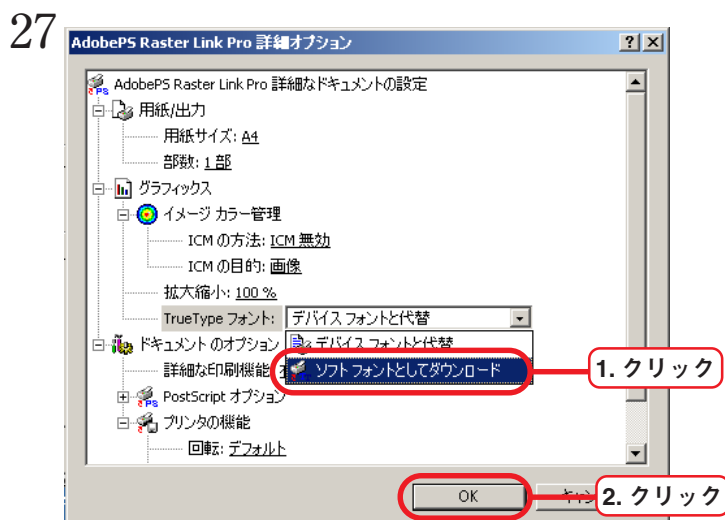 27
AdobePS Raster Link Pro 詳細オプション
AdobePS Raster Link Pro 詳細なドキュメントの設定
用紙/出力
用紙サイズ: A4
部数: 1 部
グラフィックス
イメージ カラー管理
ICM の方法: ICM 無効
ICM の目的: 画像
拡大縮小: 100 %
TrueType フォント: デバイス フォントと代替
ドキュメント のオプション デバイス フォントと代替
詳細な印刷機能: ソフト フォントとしてダウンロード 1. クリック
PostScript オプション
プリンタの機能
回転: デフォルト
OK 2. クリック